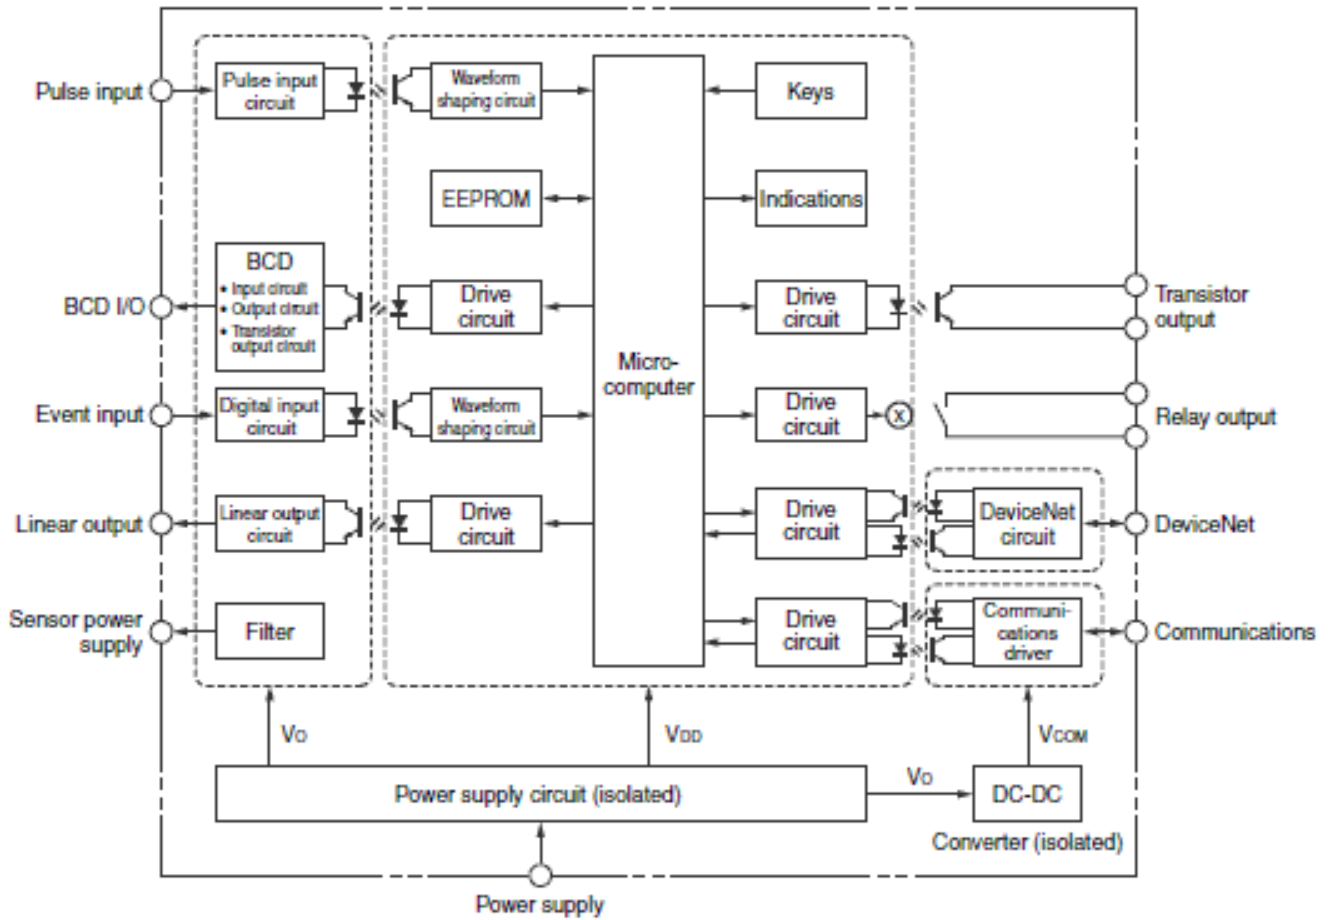 Pulse input
Pulse input
circuit
Waveform
shaping circuit
Keys
EEPROM
Indications
BCD I/O
BCD
• Input circuit
• Output circuit
• Transistor
output circuit
Drive
circuit
Micro-
computer
Drive
circuit
Transistor
output
Event input
Digital input
circuit
Waveform
shaping circuit
Drive
circuit
X
Relay output
Linear output
Linear output
circuit
Drive
circuit
Drive
circuit
DeviceNet
circuit
DeviceNet
Sensor power
supply
Filter
Drive
circuit
Communi-
cations
driver
Communications
VO
VDD
VCOM
Power supply circuit (isolated)
VO
DC-DC
Converter (isolated)
Power supply